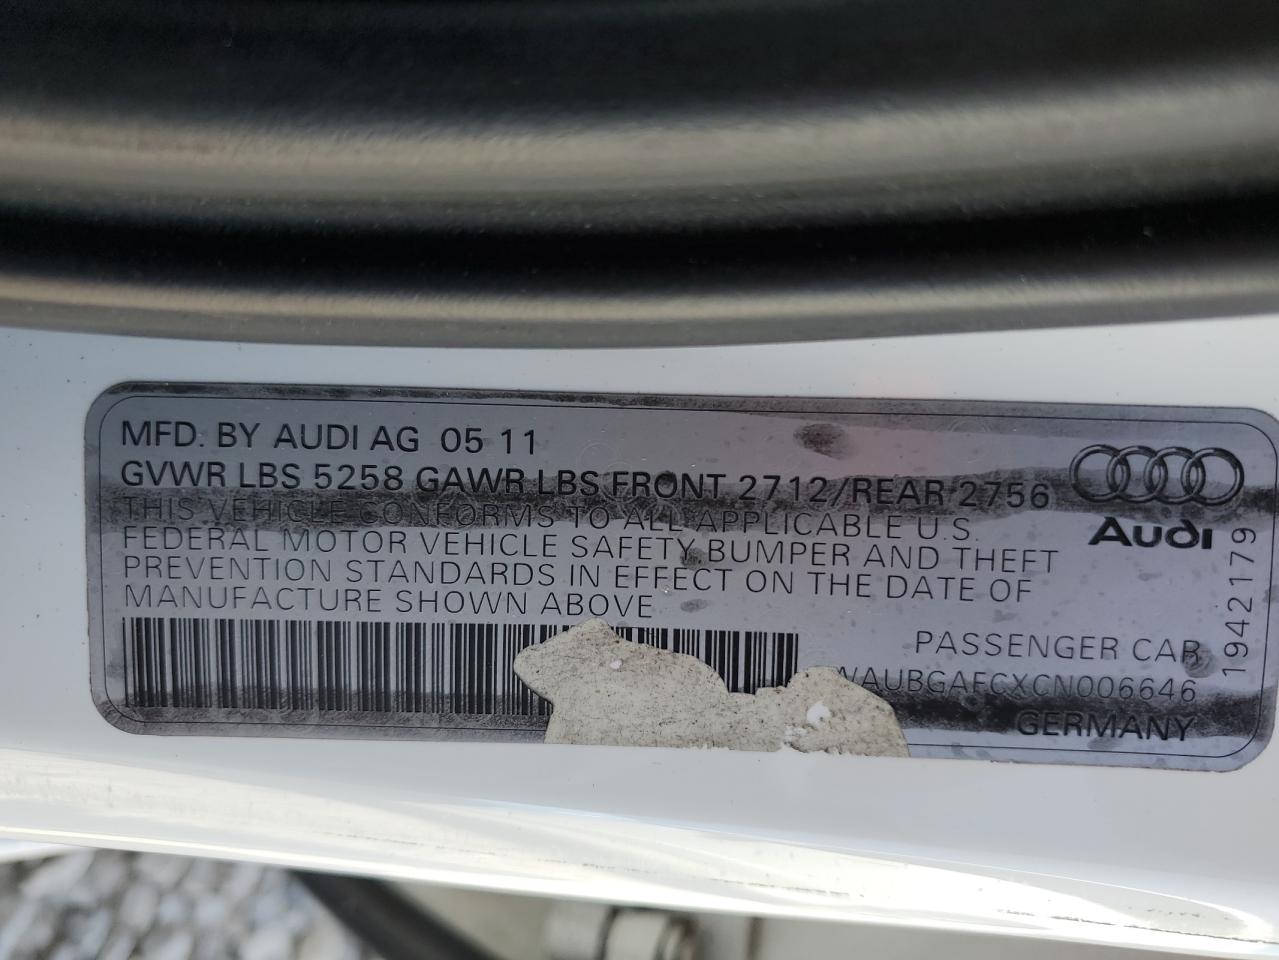 MFD. BY AUDI AG 05 11
GVWR LBS 5258 GAWR LBS FRONT 2712/REAR 2756
THIS VEHICLE CONFORMS TO ALL APPLICABLE U.S.
FEDERAL MOTOR VEHICLE SAFETY BUMPER AND THEFT
PREVENTION STANDARDS IN EFFECT ON THE DATE OF
MANUFACTURE SHOWN ABOVE
Audi
1942179
PASSENGER CAR
WAUBGAFCXCN006646
GERMANY